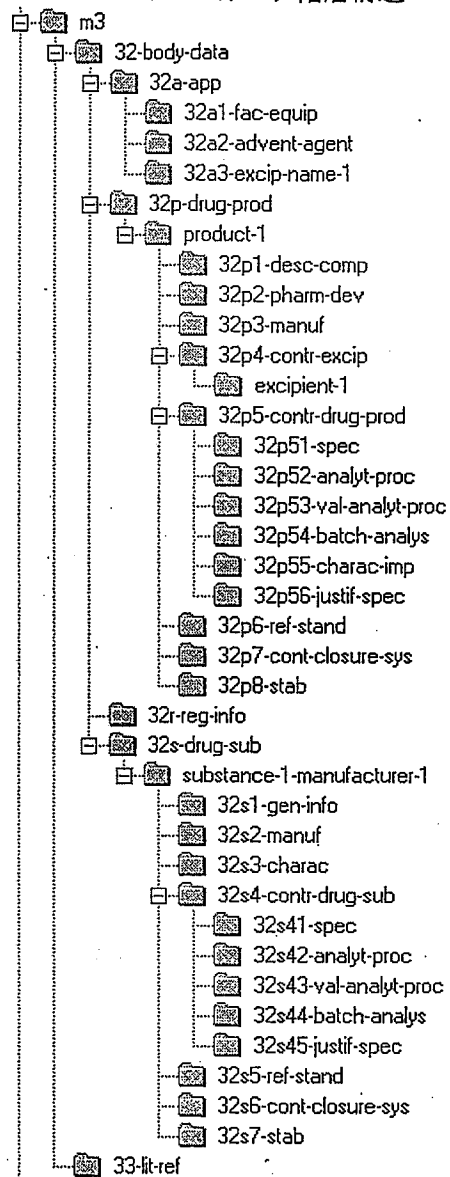 m3
32-body-data
32a-app
32a1-fac-equip
32a2-advent-agent
32a3-excip-name-1
32p-drug-prod
product-1
32p1-desc-comp
32p2-pharm-dev
32p3-manuf
32p4-contr-excip
excipient-1
32p5-contr-drug-prod
32p51-spec
32p52-analyt-proc
32p53-val-analyt-proc
32p54-batch-analys
32p55-charac-imp
32p56-justif-spec
32p6-ref-stand
32p7-cont-closure-sys
32p8-stab
32r-reg-info
32s-drug-sub
substance-1-manufacturer-1
32s1-gen-info
32s2-manuf
32s3-charac
32s4-contr-drug-sub
32s41-spec
32s42-analyt-proc
32s43-val-analyt-proc
32s44-batch-analys
32s45-justif-spec
32s5-ref-stand
32s6-cont-closure-sys
32s7-stab
33-lit-ref